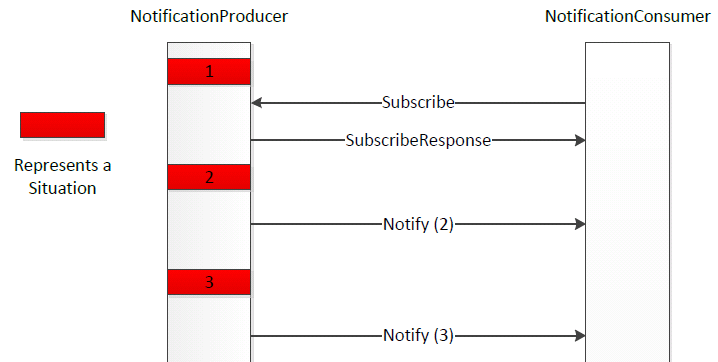 NotificationProducer
NotificationConsumer
1
Subscribe
SubscribeResponse
Represents a
Situation
2
Notify (2)
3
Notify (3)